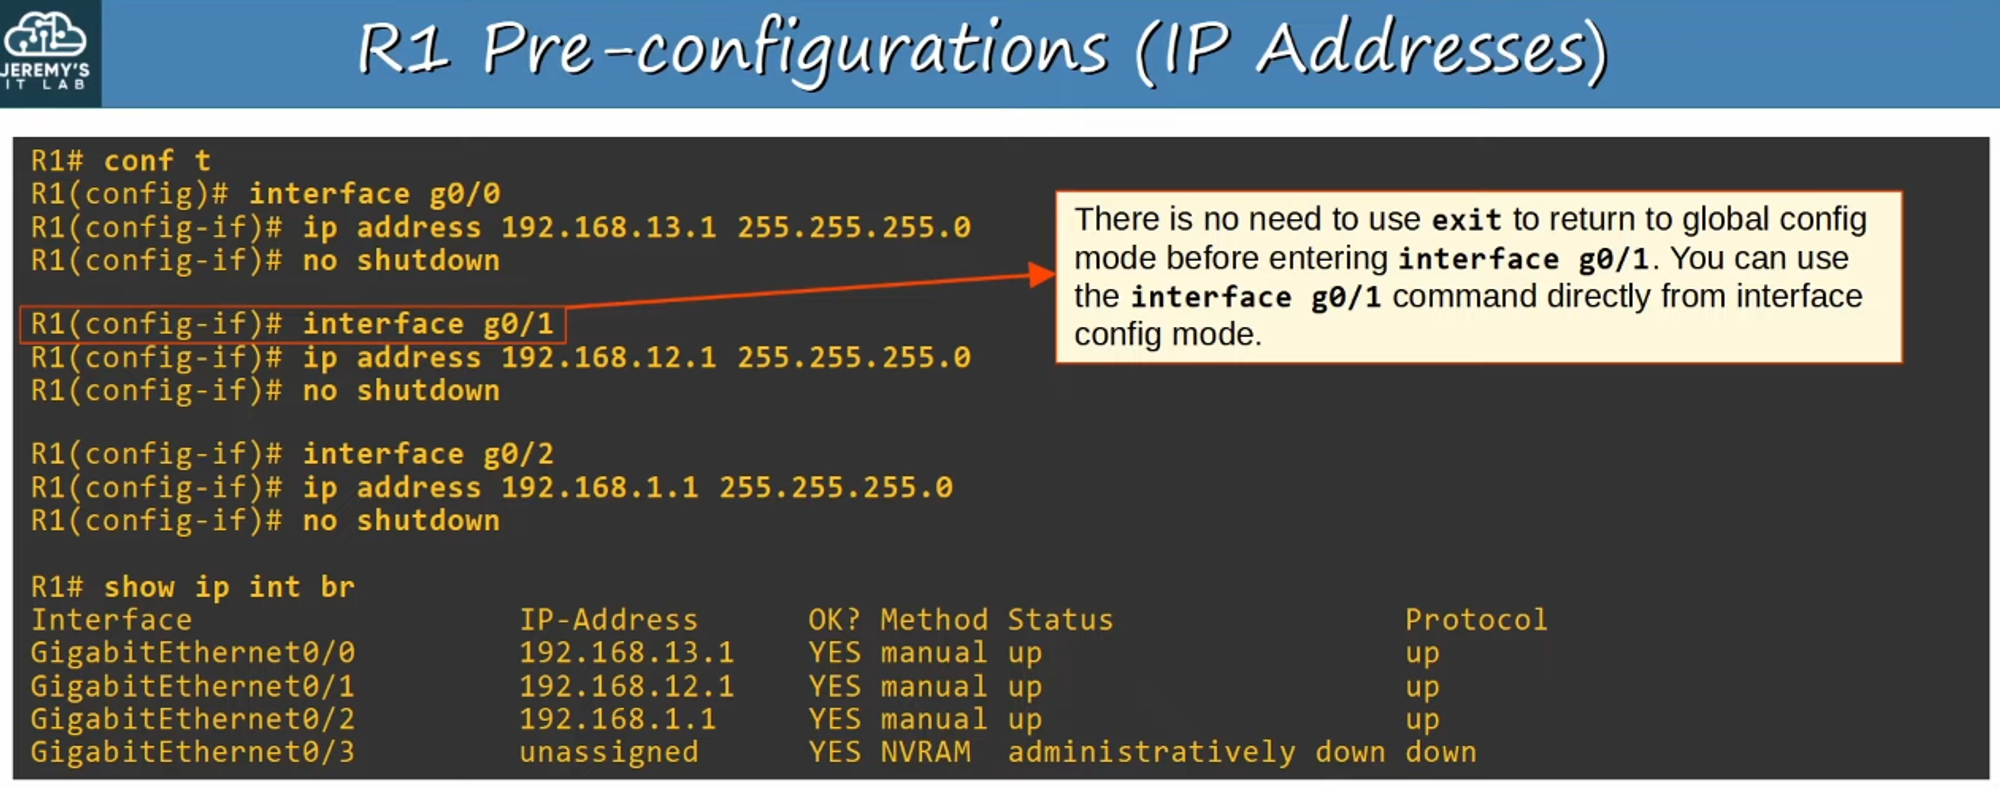 JEREMY'S
IT LAB
R1 Pre-configurations (IP Addresses)
R1# conf t
R1(config)# interface g0/0
R1(config-if)# ip address 192.168.13.1 255.255.255.0
R1(config-if)# no shutdown
R1(config-if)# interface g0/1
R1(config-if)# ip address 192.168.12.1 255.255.255.0
R1(config-if)# no shutdown
R1(config-if)# interface g0/2
R1(config-if)# ip address 192.168.1.1 255.255.255.0
R1(config-if)# no shutdown
There is no need to use exit to return to global config
mode before entering interface g0/1. You can use
the interface g0/1 command directly from interface
config mode.
R1# show ip int br
Interface IP-Address OK? Method Status Protocol
GigabitEthernet0/0 192.168.13.1 YES manual up up
GigabitEthernet0/1 192.168.12.1 YES manual up up
GigabitEthernet0/2 192.168.1.1 YES manual up up
GigabitEthernet0/3 unassigned YES NVRAM administratively down down